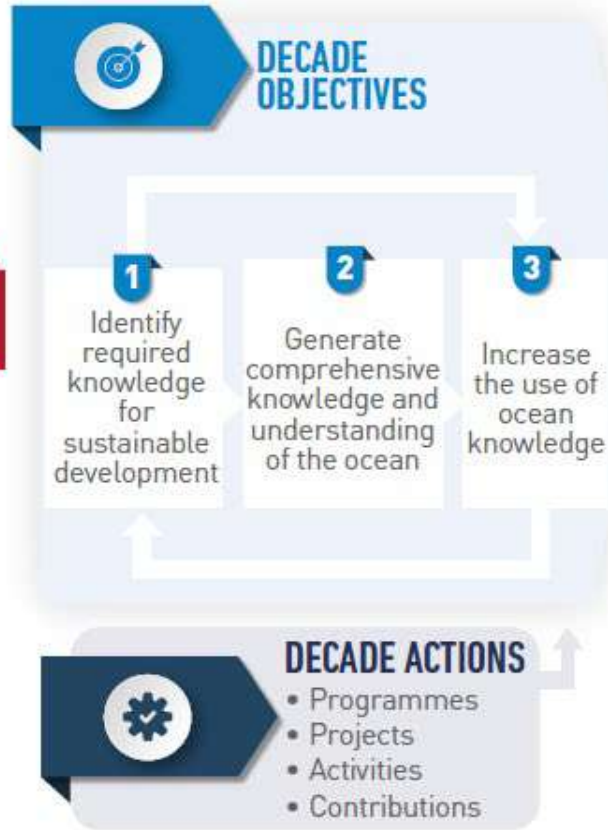 DECADE
OBJECTIVES
1
Identify
required
knowledge
for
sustainable
development
2
Generate
comprehensive
knowledge and
understanding
of the ocean
3
Increase
the use of
ocean
knowledge
DECADE ACTIONS
• Programmes
• Projects
• Activities
• Contributions